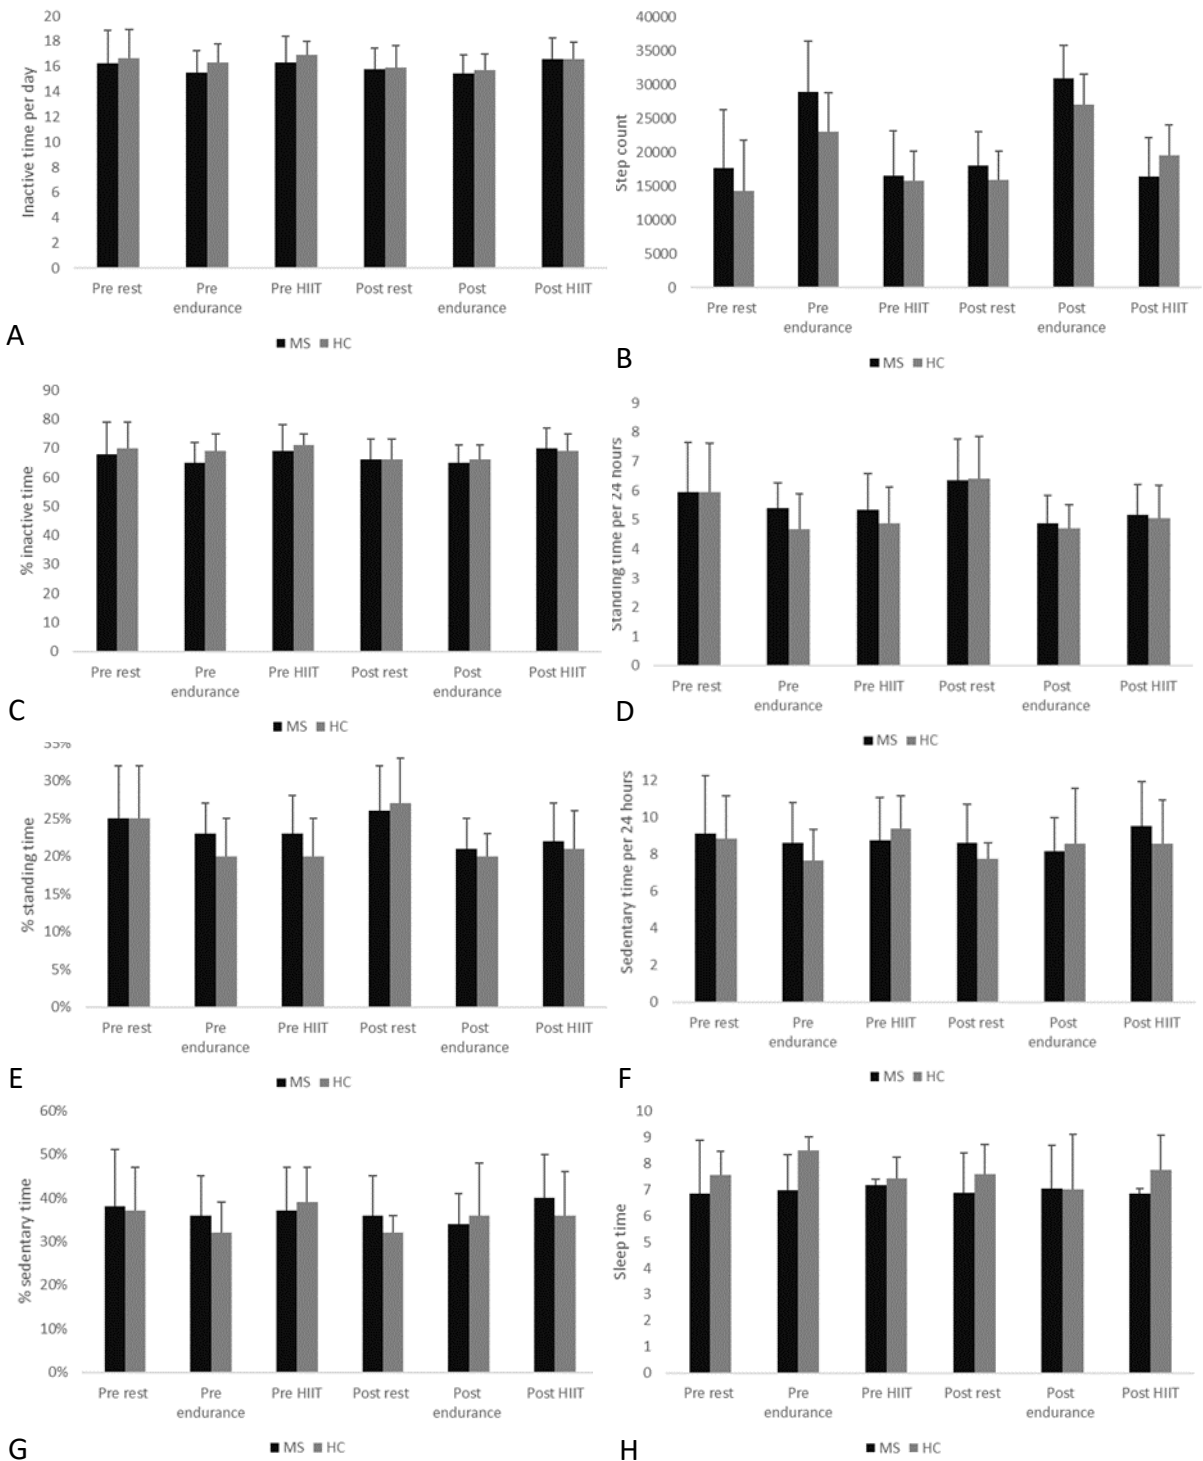 Inactive time per day
20
18
16
14
12
10
8
6
4
2
0
Pre rest
Pre
endurance
Pre HIIT
Post rest
Post
endurance
Post HIIT
MS HC
A
Step count
40000
35000
30000
25000
20000
15000
10000
5000
0
Pre rest
Pre
endurance
Pre HIIT
Post rest
Post
endurance
Post HIIT
MS HC
B
% inactive time
90
80
70
60
50
40
30
20
10
0
Pre rest
Pre
endurance
Pre HIIT
Post rest
Post
endurance
Post HIIT
MS HC
C
Standing time per 24 hours
9
8
7
6
5
4
3
2
1
0
Pre rest
Pre
endurance
Pre HIIT
Post rest
Post
endurance
Post HIIT
MS HC
D
% standing time
35%
30%
25%
20%
15%
10%
5%
0%
Pre rest
Pre
endurance
Pre HIIT
Post rest
Post
endurance
Post HIIT
MS HC
E
Sedentary time per 24 hours
12
10
8
6
4
2
0
Pre rest
Pre
endurance
Pre HIIT
Post rest
Post
endurance
Post HIIT
MS HC
F
% sedentary time
60%
50%
40%
30%
20%
10%
0%
Pre rest
Pre
endurance
Pre HIIT
Post rest
Post
endurance
Post HIIT
MS HC
G
Sleep time
10
9
8
7
6
5
4
3
2
1
0
Pre rest
Pre
endurance
Pre HIIT
Post rest
Post
endurance
Post HIIT
MS HC
H